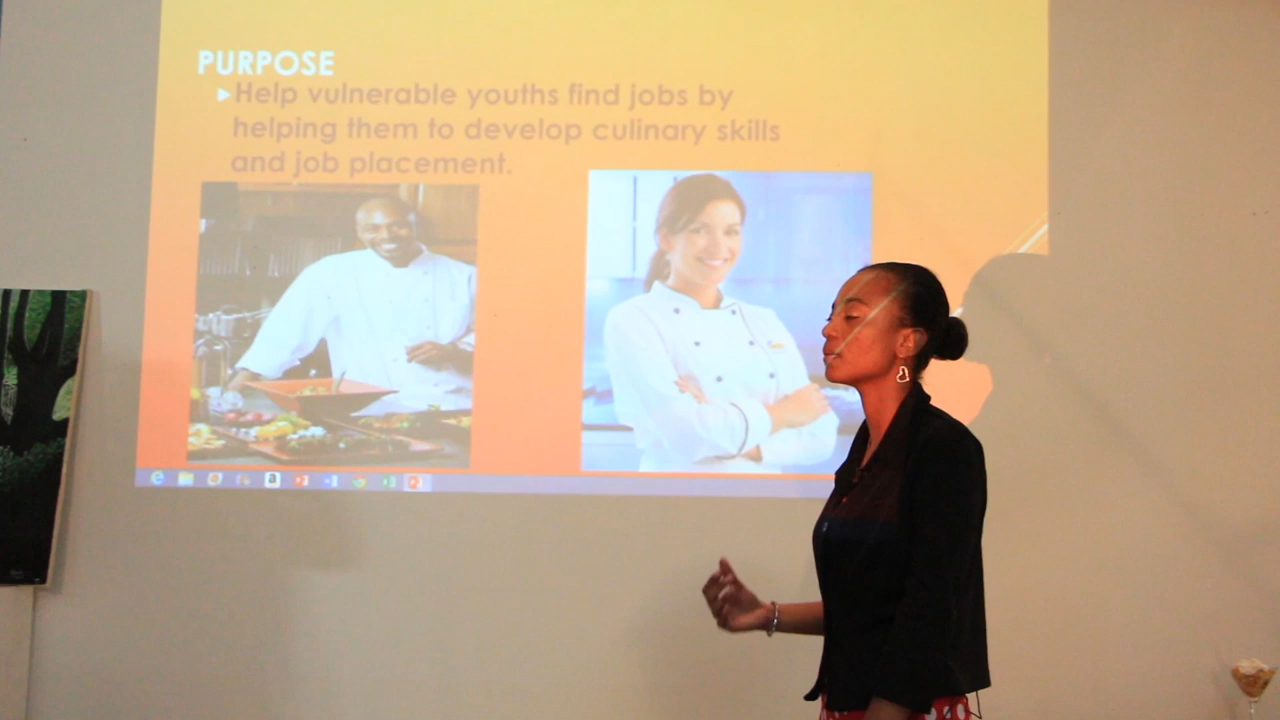 PURPOSE
Help vulnerable youths find jobs by
helping them to develop culinary skills
and job placement.